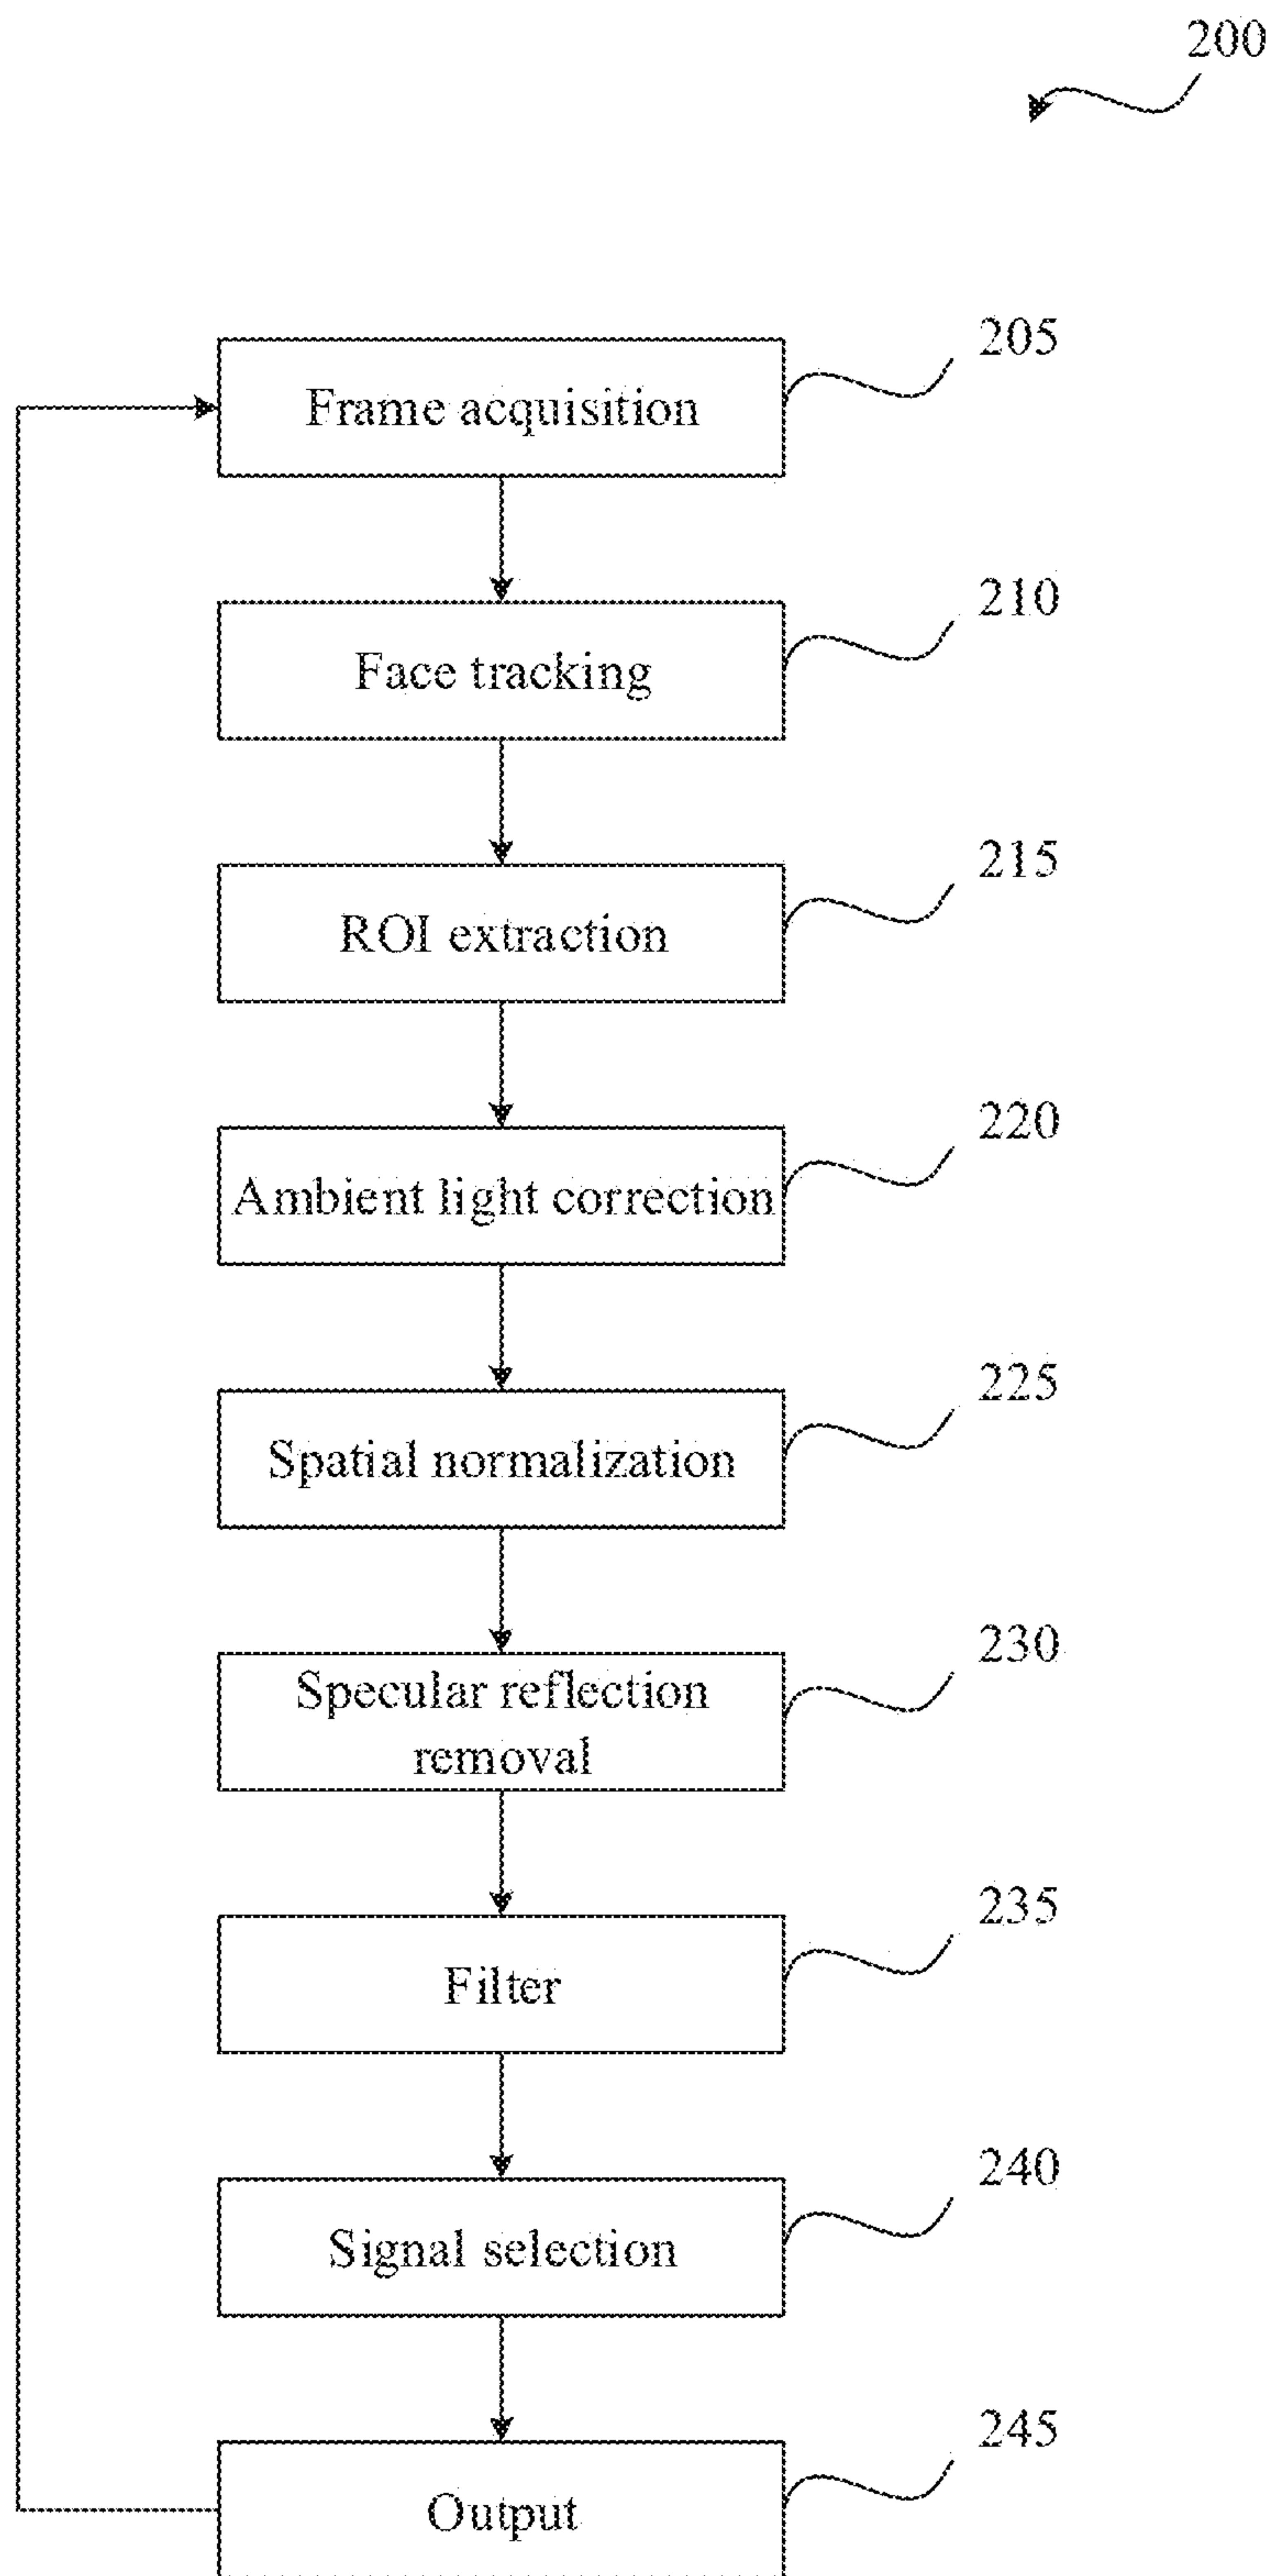 200
205
Frame acquisition
210
Face tracking
215
ROI extraction
220
Ambient light correction
225
Spatial normalization
230
Specular reflection
removal
235
Filter
240
Signal selection
245
Output